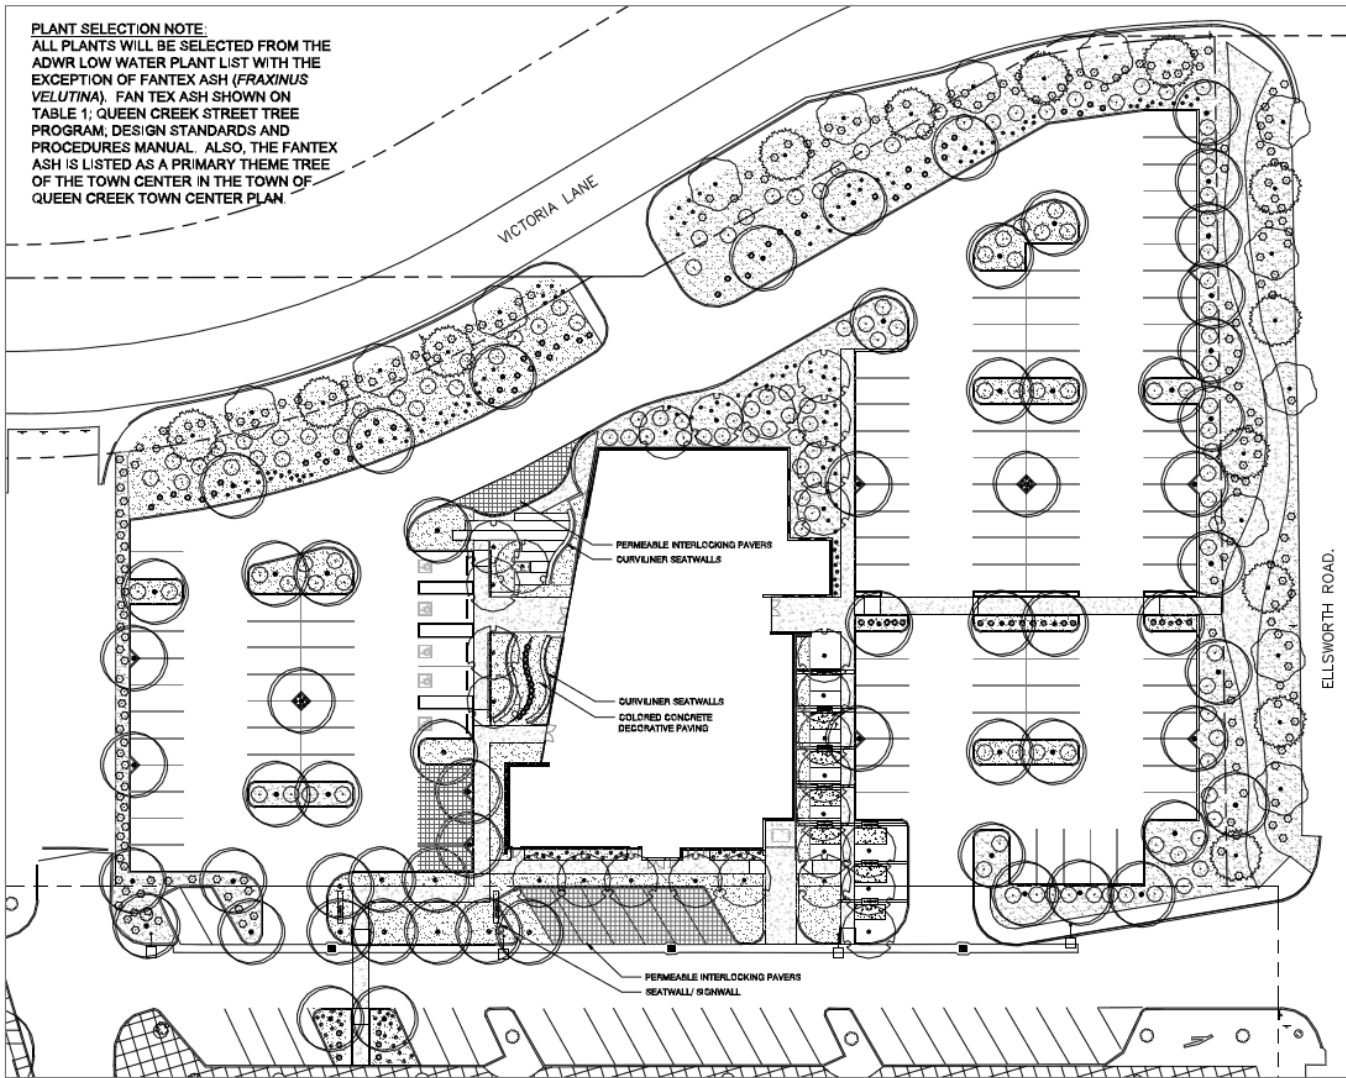 PLANT SELECTION NOTE:
ALL PLANTS WILL BE SELECTED FROM THE
ADWR LOW WATER PLANT LIST WITH THE
EXCEPTION OF FANTEX ASH (FRAXINUS
VELUTINA). FAN TEX ASH SHOWN ON
TABLE 1; QUEEN CREEK STREET TREE
PROGRAM; DESIGN STANDARDS AND
PROCEDURES MANUAL. ALSO, THE FANTEX
ASH IS LISTED AS A PRIMARY THEME TREE
OF THE TOWN CENTER IN THE TOWN OF
QUEEN CREEK TOWN CENTER PLAN.
VICTORIA LANE
PERMEABLE INTERLOCKING PAVERS
CURVILINER SEATWALLS
ELLSWORTH ROAD.
CURVILINER SEATWALLS
COLORED CONCRETE
DECORATIVE PAVING
PERMEABLE INTERLOCKING PAVERS
SEATWALL/ SIGNWALL